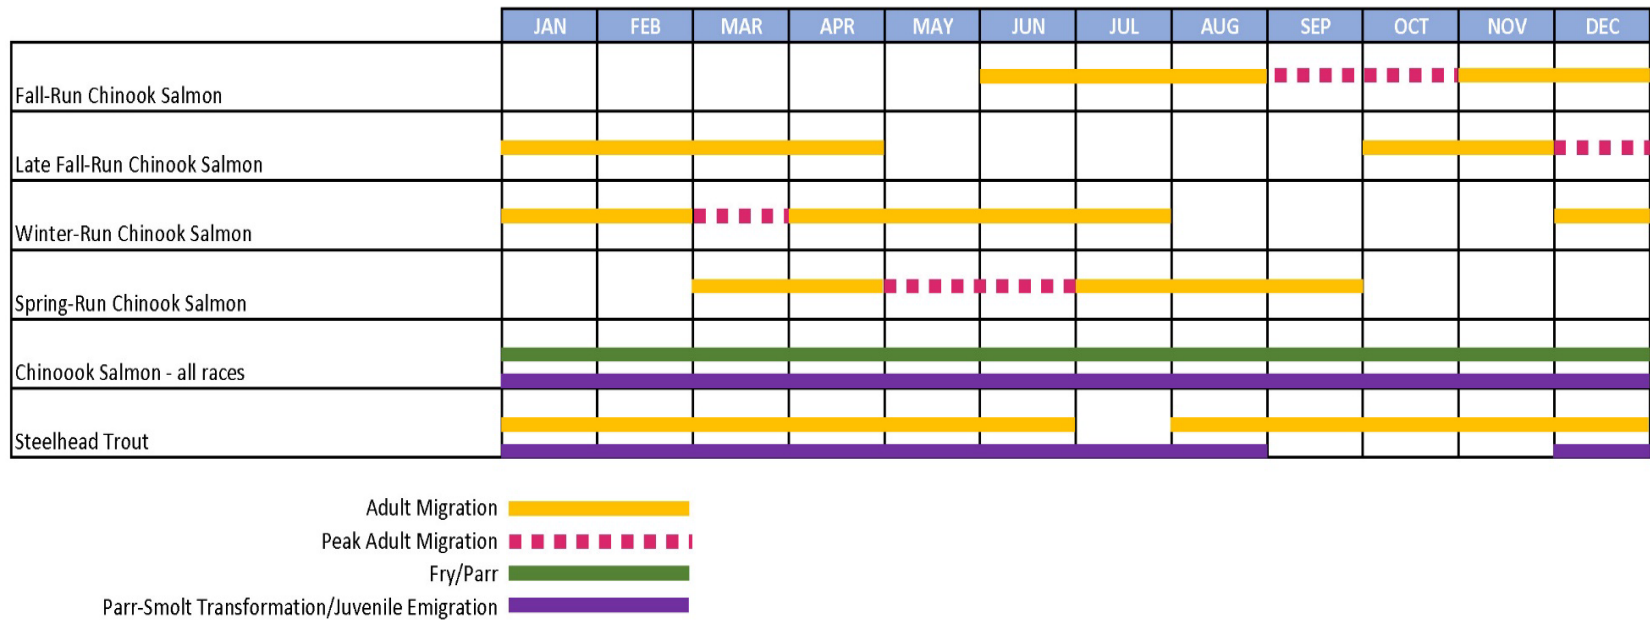 JAN FEB MAR APR MAY JUN JUL AUG SEP OCT NOV DEC
Fall-Run Chinook Salmon
Late Fall-Run Chinook Salmon
Winter-Run Chinook Salmon
Spring-Run Chinook Salmon
Chinoook Salmon - all races
Steelhead Trout
Adult Migration
Peak Adult Migration
Fry/Parr
Parr-Smolt Transformation/Juvenile Emigration